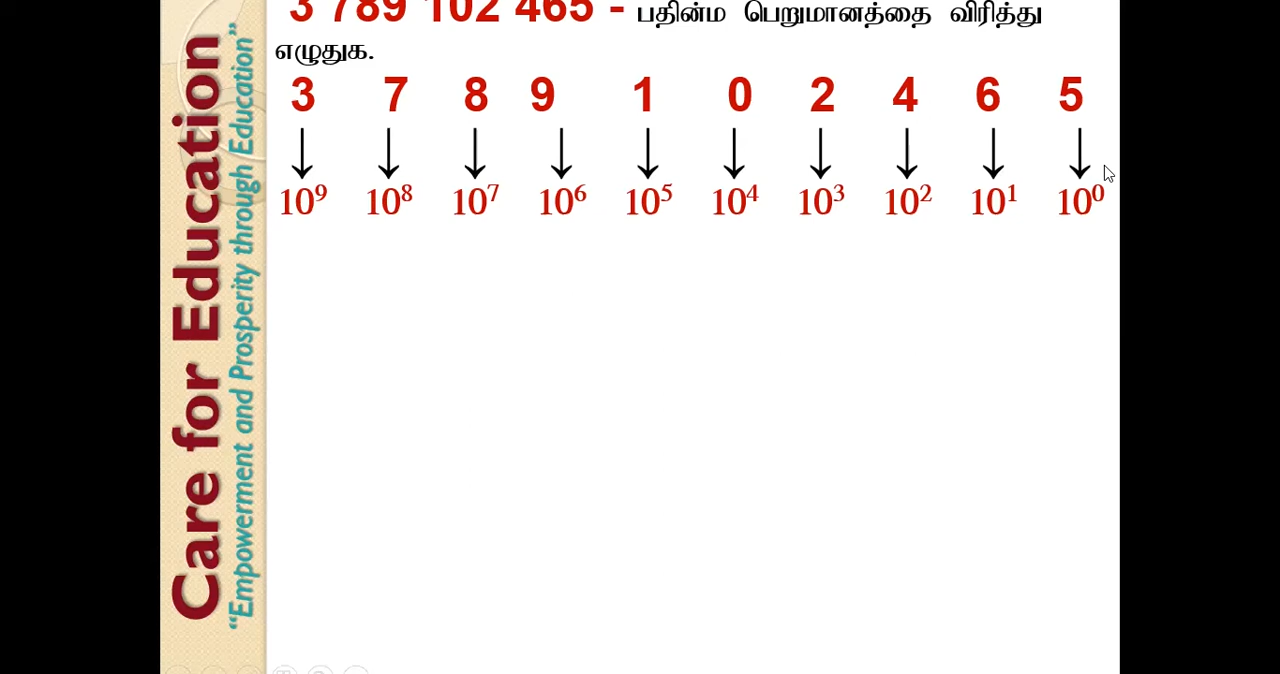 3 789 102 465 - பதின்ம பெறுமானத்தை விரித்து
எழுதுக.
3 7 8 9 1 0 2 4 6 5
10⁹ 10⁸ 10⁷ 10⁶ 10⁵ 10⁴ 10³ 10² 10¹ 10⁰
Care for Education
“Empowerment and Prosperity through Education”